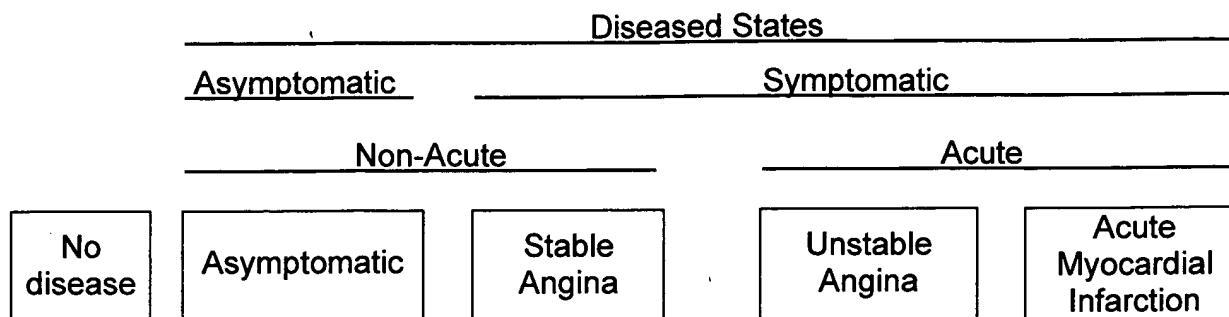 Diseased States
Asymptomatic Symptomatic
Non-Acute Acute
No
disease
Asymptomatic
Stable
Angina
Unstable
Angina
Acute
Myocardial
Infarction